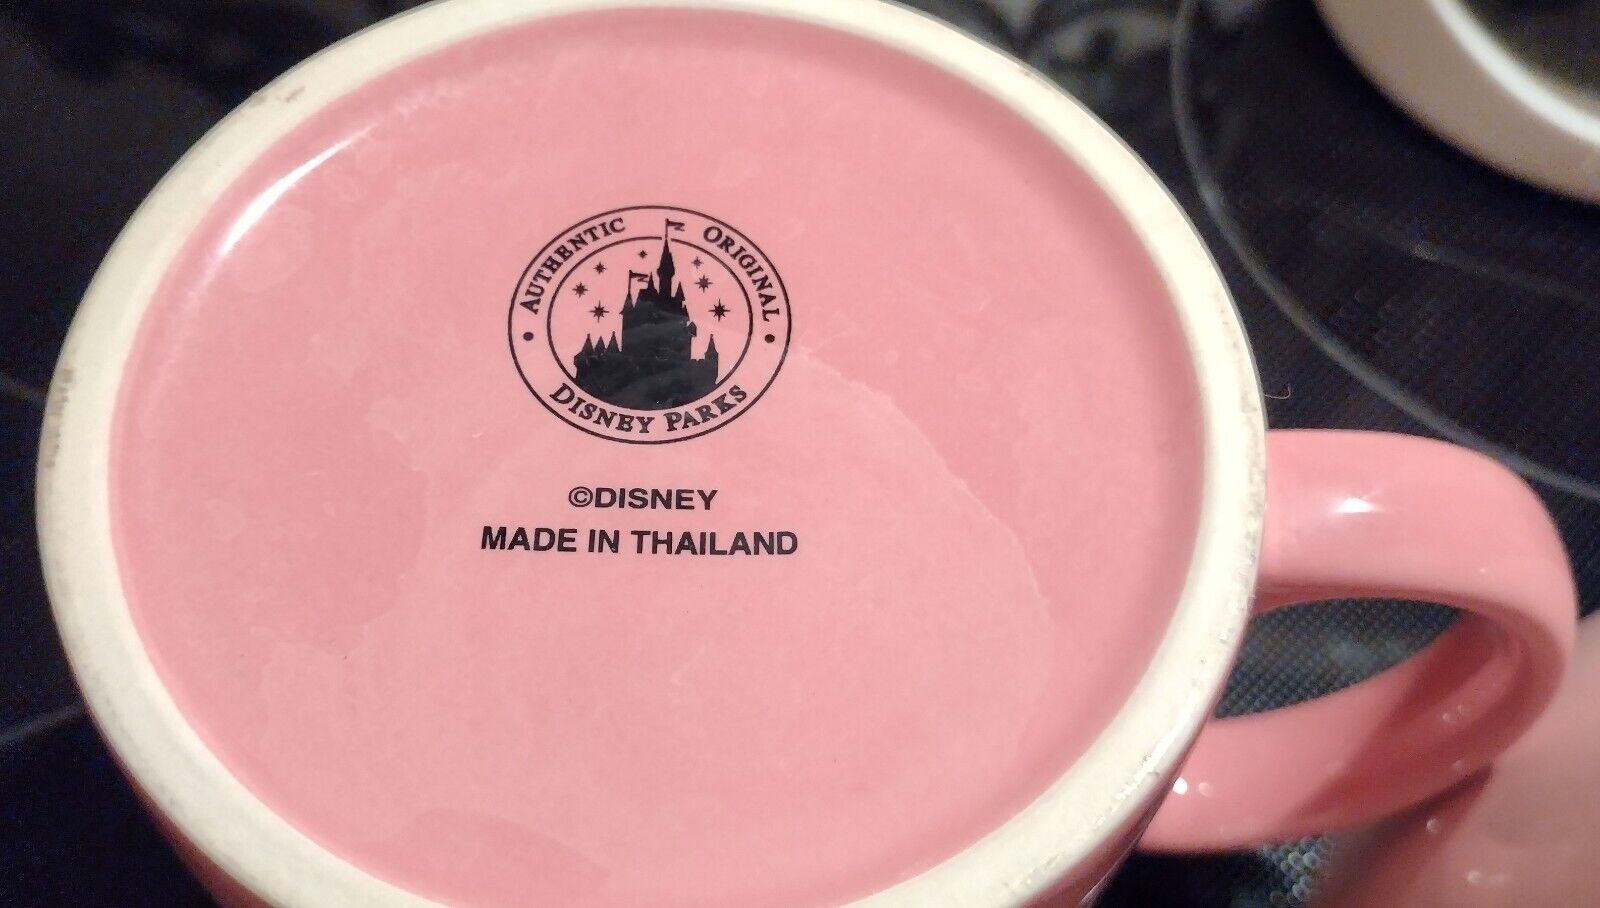 AUTHENTIC ORIGINAL
DISNEY PARKS
©DISNEY
MADE IN THAILAND